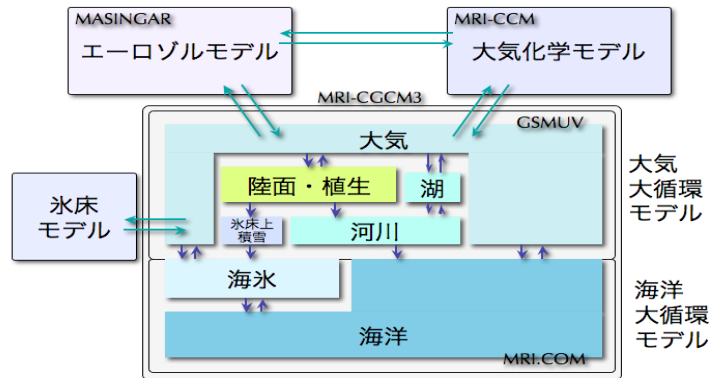 MASINGAR
エーロゾルモデル
MRI-CCM
大気化学モデル
MRI-CGCM3
GSMUV
大気
陸面・植生
湖
氷床上
積雪
河川
氷床
モデル
大気
大循環
モデル
海氷
海洋
MRI.COM
海洋
大循環
モデル